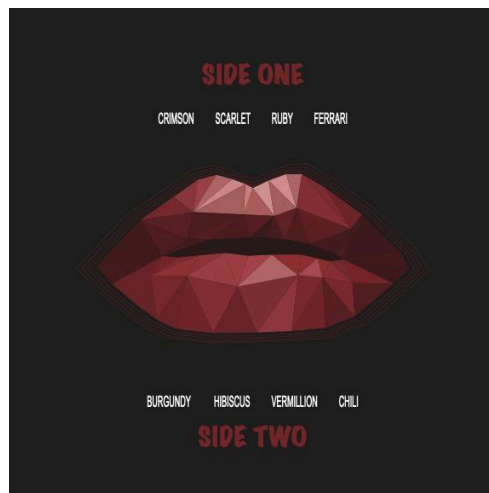 SIDE ONE
CRIMSON SCARLET RUBY FERRARI
BURGUNDY HIBISCUS VERMILLION CHILI
SIDE TWO